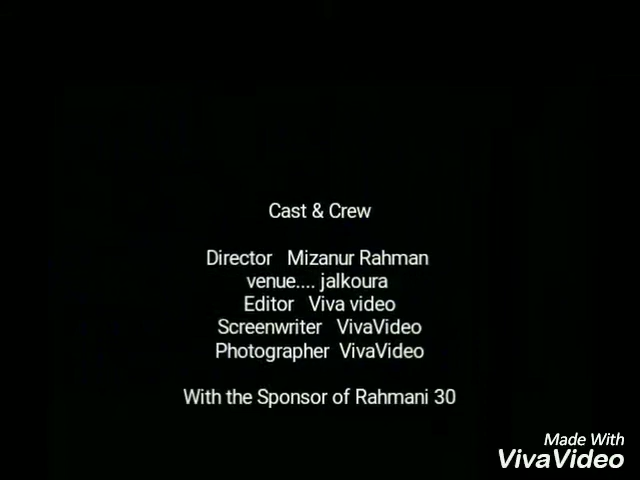 Cast & Crew
Director Mizanur Rahman
venue.... jalkoura
Editor Viva video
Screenwriter VivaVideo
Photographer VivaVideo
With the Sponsor of Rahmani 30
Made With
VivaVideo